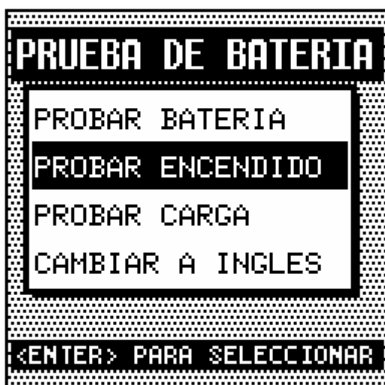 PRUEBA DE BATERIA
PROBAR BATERIA
PROBAR ENCENDIDO
PROBAR CARGA
CAMBIAR A INGLES
<ENTER> PARA SELECCIONAR